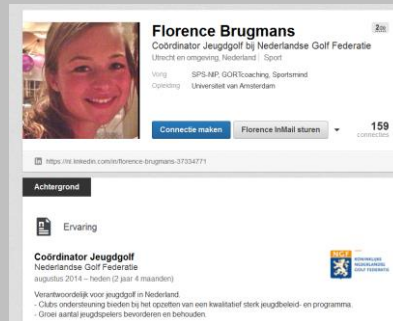 Florence Brugmans
2de
Coördinator Jeugdgolf bij Nederlandse Golf Federatie
Utrecht en omgeving, Nederland | Sport
Vorig SPS-NIP, GORTcoaching, Sportsmind
Opleiding Universiteit van Amsterdam
Connectie maken
Florence InMail sturen
159
connecties
https://nl.linkedin.com/in/florence-brugmans-37334771
Achtergrond
Ervaring
Coördinator Jeugdgolf
Nederlandse Golf Federatie
augustus 2014 – heden (2 jaar 4 maanden)
NGF
KONINKLIJKE
NEDERLANDSE
GOLF FEDERATIE
Verantwoordelijk voor jeugdgolf in Nederland.
- Clubs ondersteuning bieden bij het opzetten van een kwalitatief sterk jeugdbeleid- en programma.
- Groei aantal jeugdspelers bevorderen en behouden.